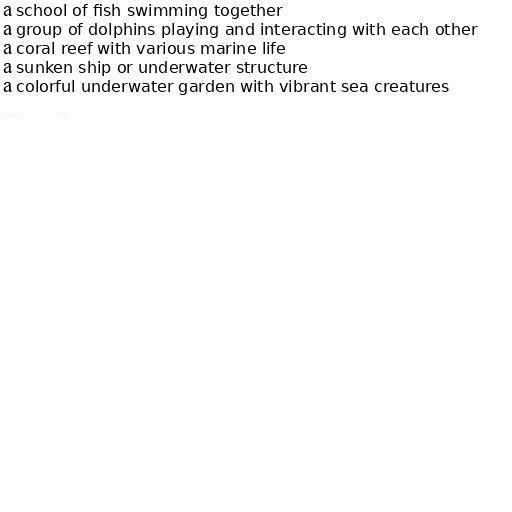 a school of fish swimming together
a group of dolphins playing and interacting with each other
a coral reef with various marine life
a sunken ship or underwater structure
a colorful underwater garden with vibrant sea creatures